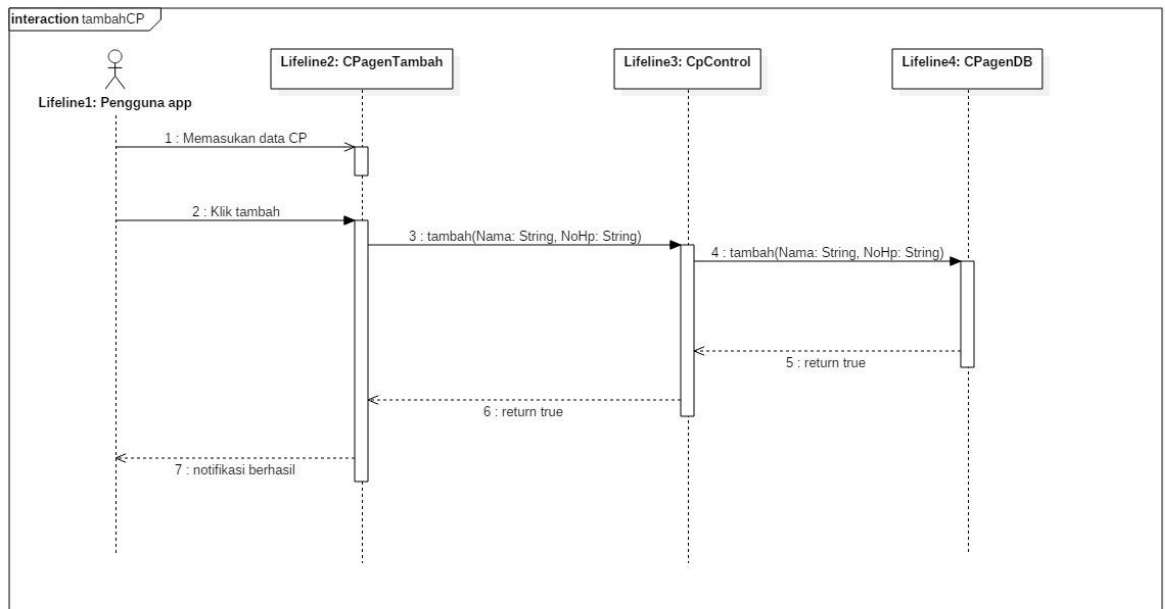 interaction tambahCP
Lifeline2: CPagenTambah
Lifeline3: CpControl
Lifeline4: CPagenDB
Lifeline1: Pengguna app
1 : Memasukan data CP
2 : Klik tambah
3 : tambah(Nama: String, NoHp: String)
4 : tambah(Nama: String, NoHp: String)
5 : return true
6 : return true
7 : notifikasi berhasil